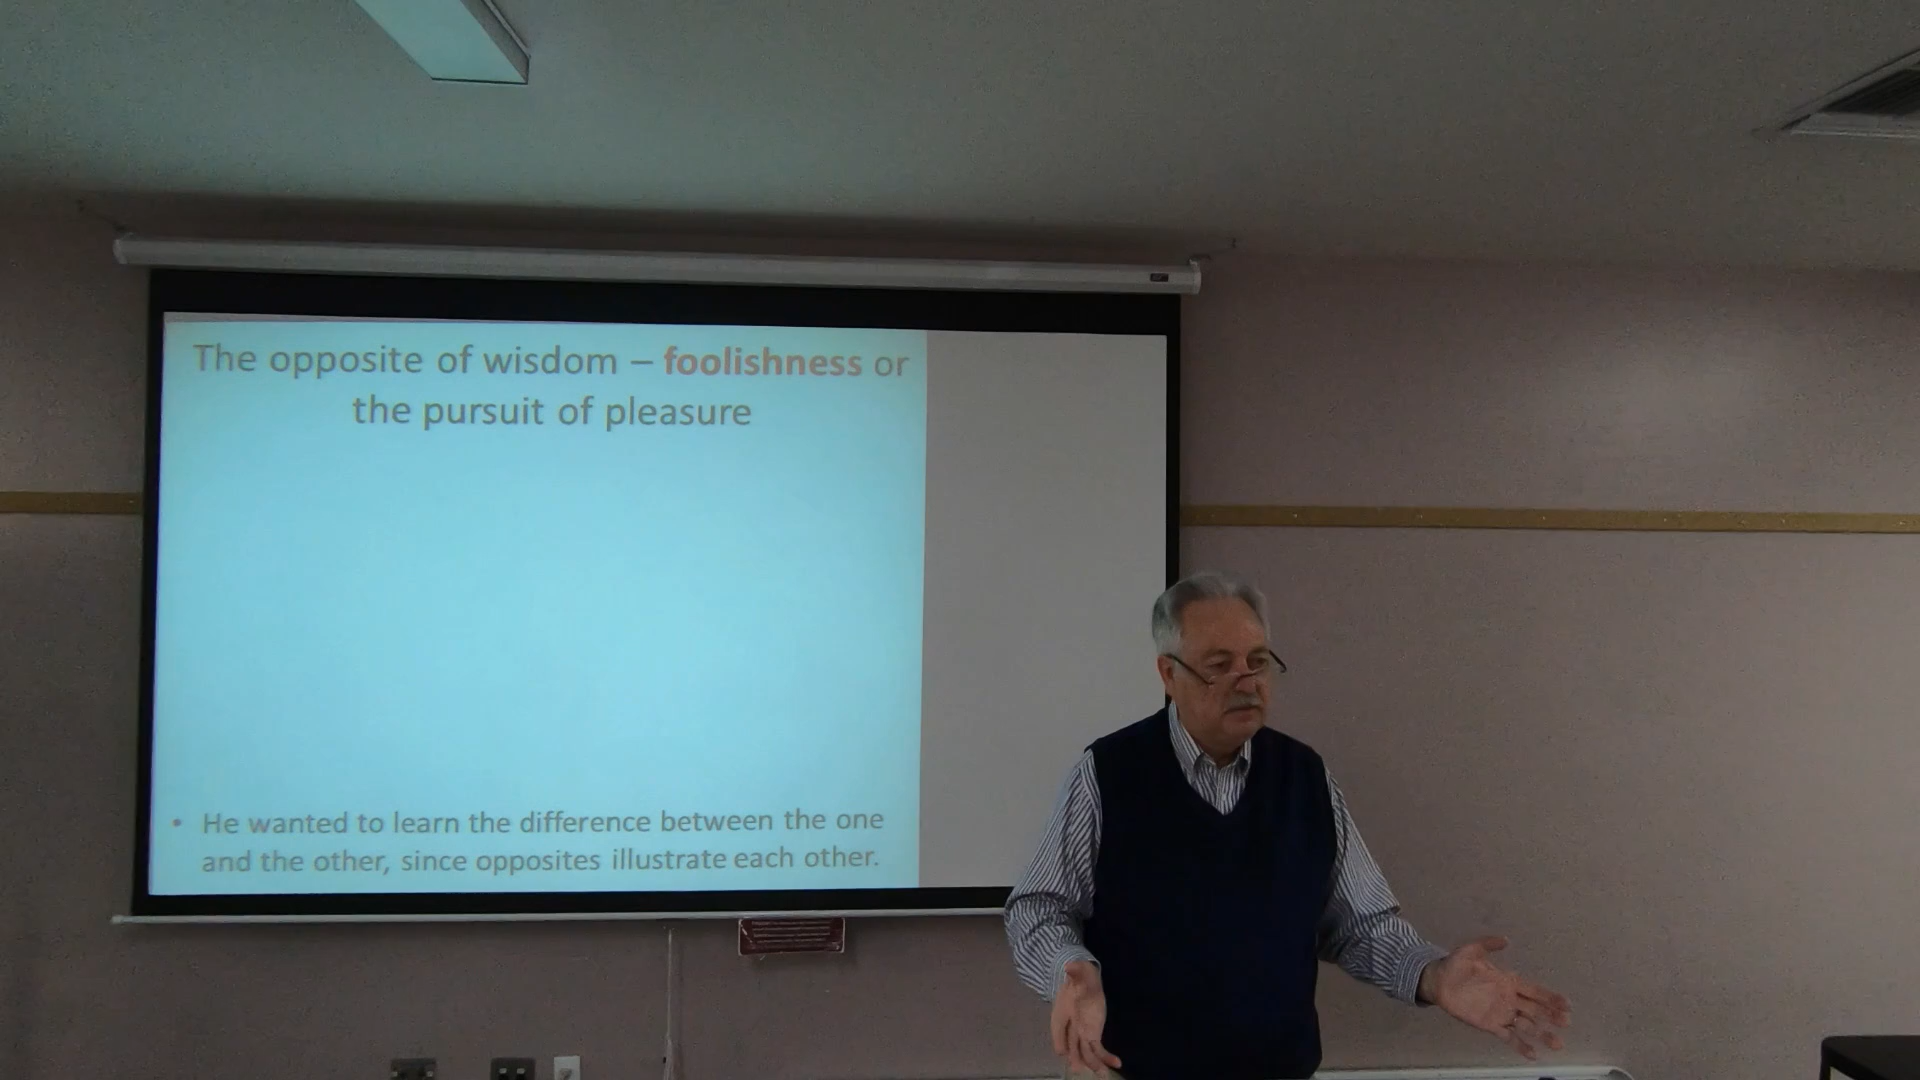 The opposite of wisdom – foolishness or
the pursuit of pleasure
• He wanted to learn the difference between the one
and the other, since opposites illustrate each other.